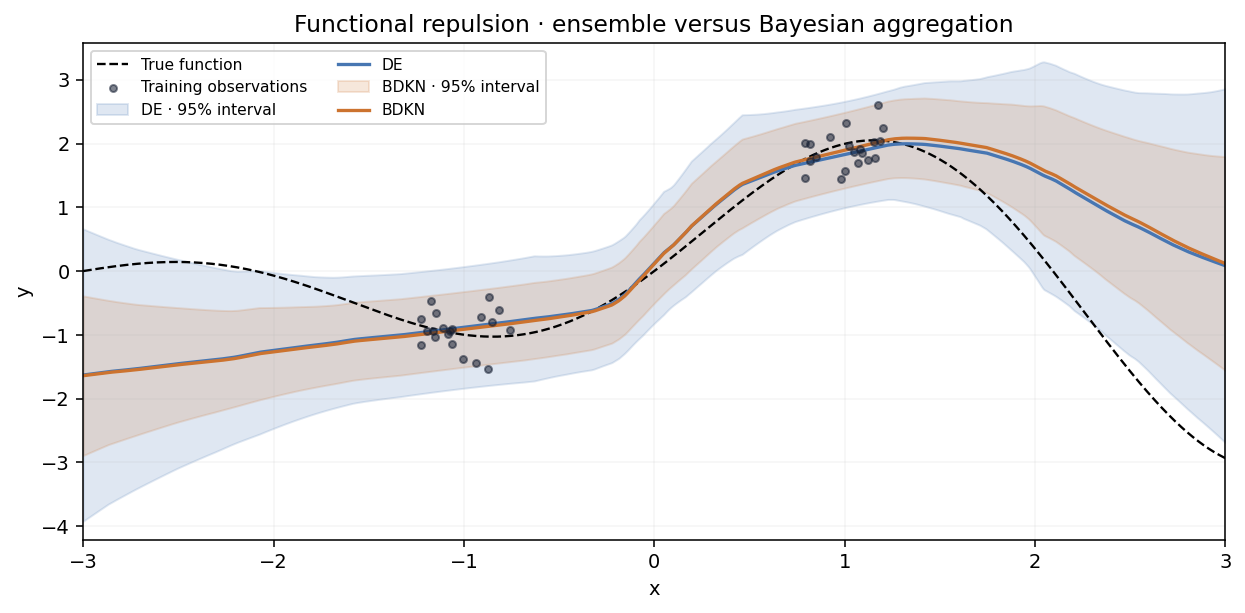 Functional repulsion · ensemble versus Bayesian aggregation
True function
Training observations
DE · 95% interval
DE
BDKN · 95% interval
BDKN
3
2
1
0
−1
−2
−3
−4
y
−3
−2
−1
0
1
2
3
x